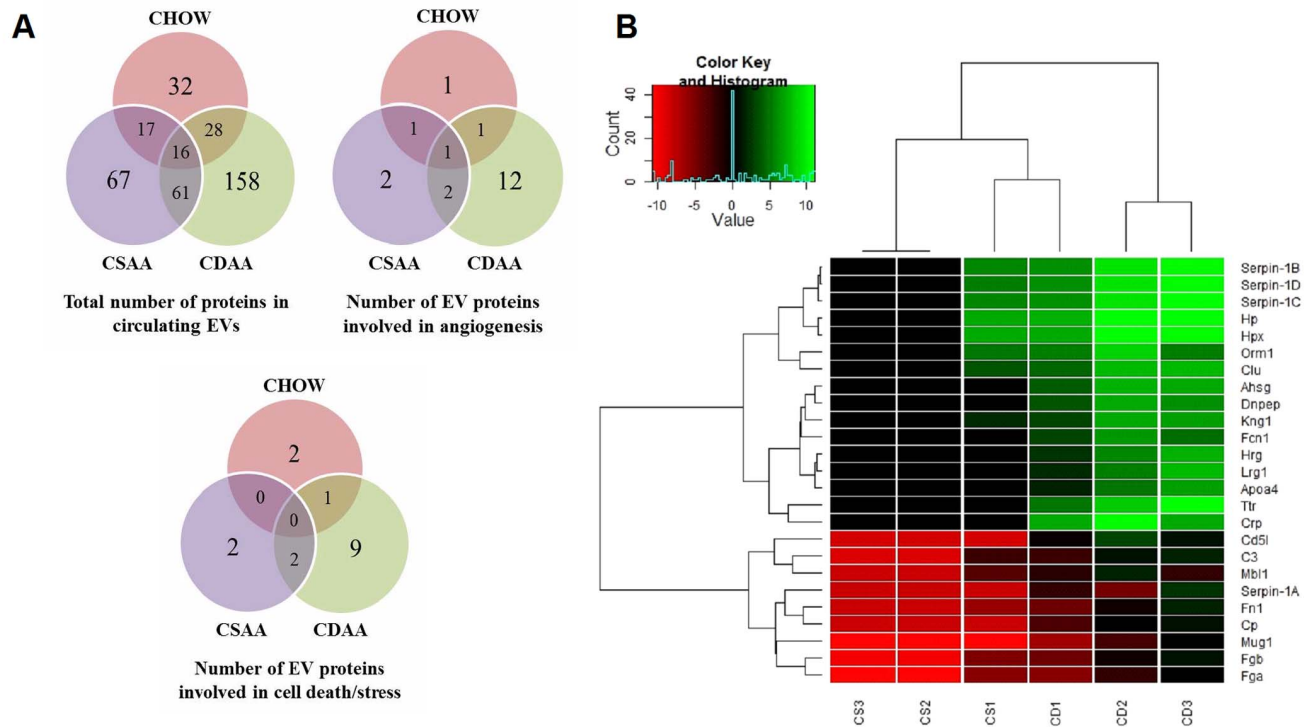 A
CHOW
32
17
28
16
67
61
158
CSAA
CDAA
Total number of proteins in
circulating EVs
CHOW
1
1
1
1
2
2
12
CSAA
CDAA
Number of EV proteins
involved in angiogenesis
CHOW
2
0
1
0
2
2
9
CSAA
CDAA
Number of EV proteins
involved in cell death/stress
B
Color Key
and Histogram
Count
0
20
40
-10
-5
0
5
10
Value
Serpin-1B
Serpin-1D
Serpin-1C
Hp
Hpx
Orm1
Clu
Ahsg
Dnpep
Kng1
Fcn1
Hrg
Lrg1
Apoa4
Ttr
Crp
Cd5l
C3
Mbl1
Serpin-1A
Fn1
Cp
Mug1
Fgb
Fga
CS3
CS2
CS1
CD1
CD2
CD3